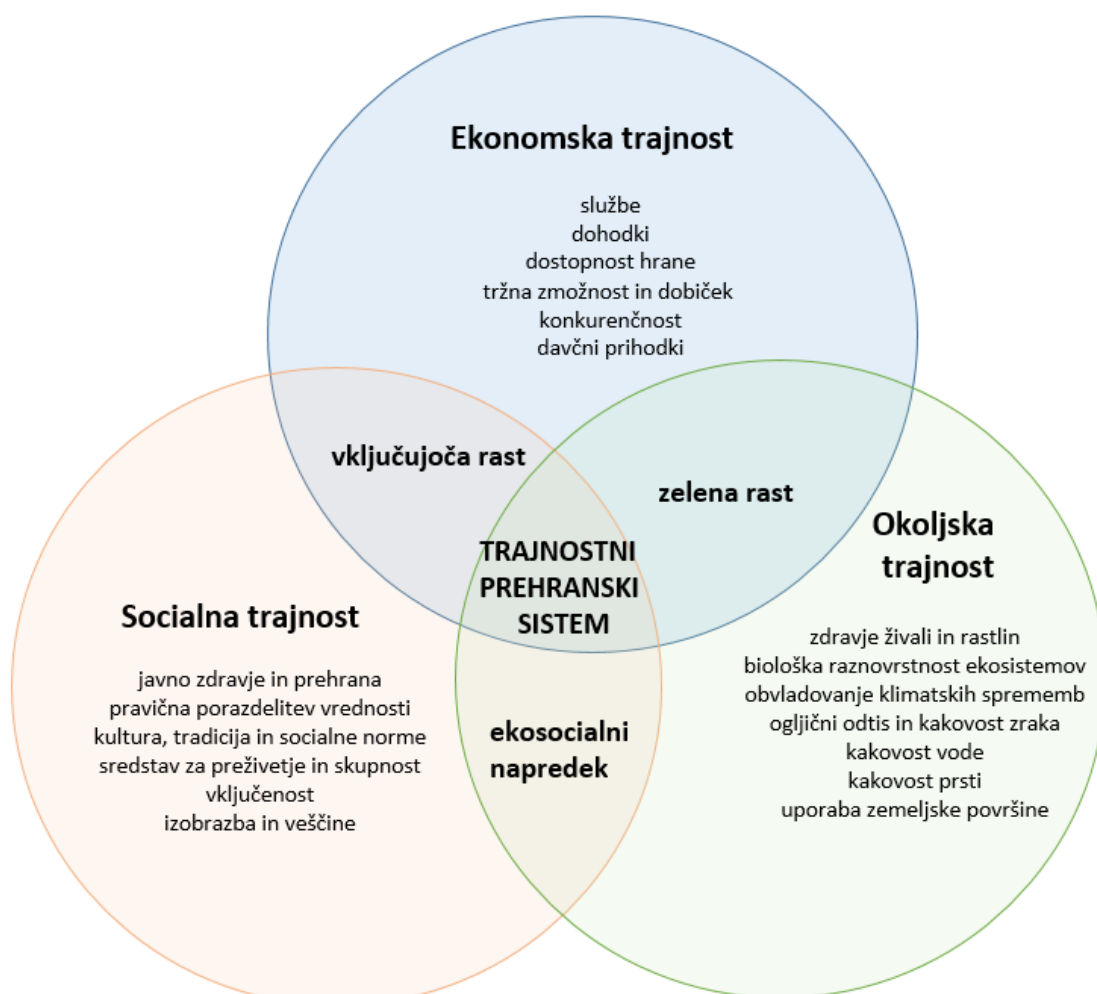 Ekonomska trajnost
službe
dohodki
dostopnost hrane
tržna zmožnost in dobiček
konkurenčnost
davčni prihodki
vključujoča rast
zelena rast
TRAJNOSTNI
PREHRANSKI
SISTEM
Okoljska
trajnost
zdravje živali in rastlin
biološka raznovrstnost ekosistemov
obvladovanje klimatskih sprememb
ogljični odtis in kakovost zraka
kakovost vode
kakovost prsti
uporaba zemeljske površine
Socialna trajnost
javno zdravje in prehrana
pravična porazdelitev vrednosti
kultura, tradicija in socialne norme
sredstav za preživetje in skupnost
vključenost
izobrazba in veščine
ekosocialni
napredek